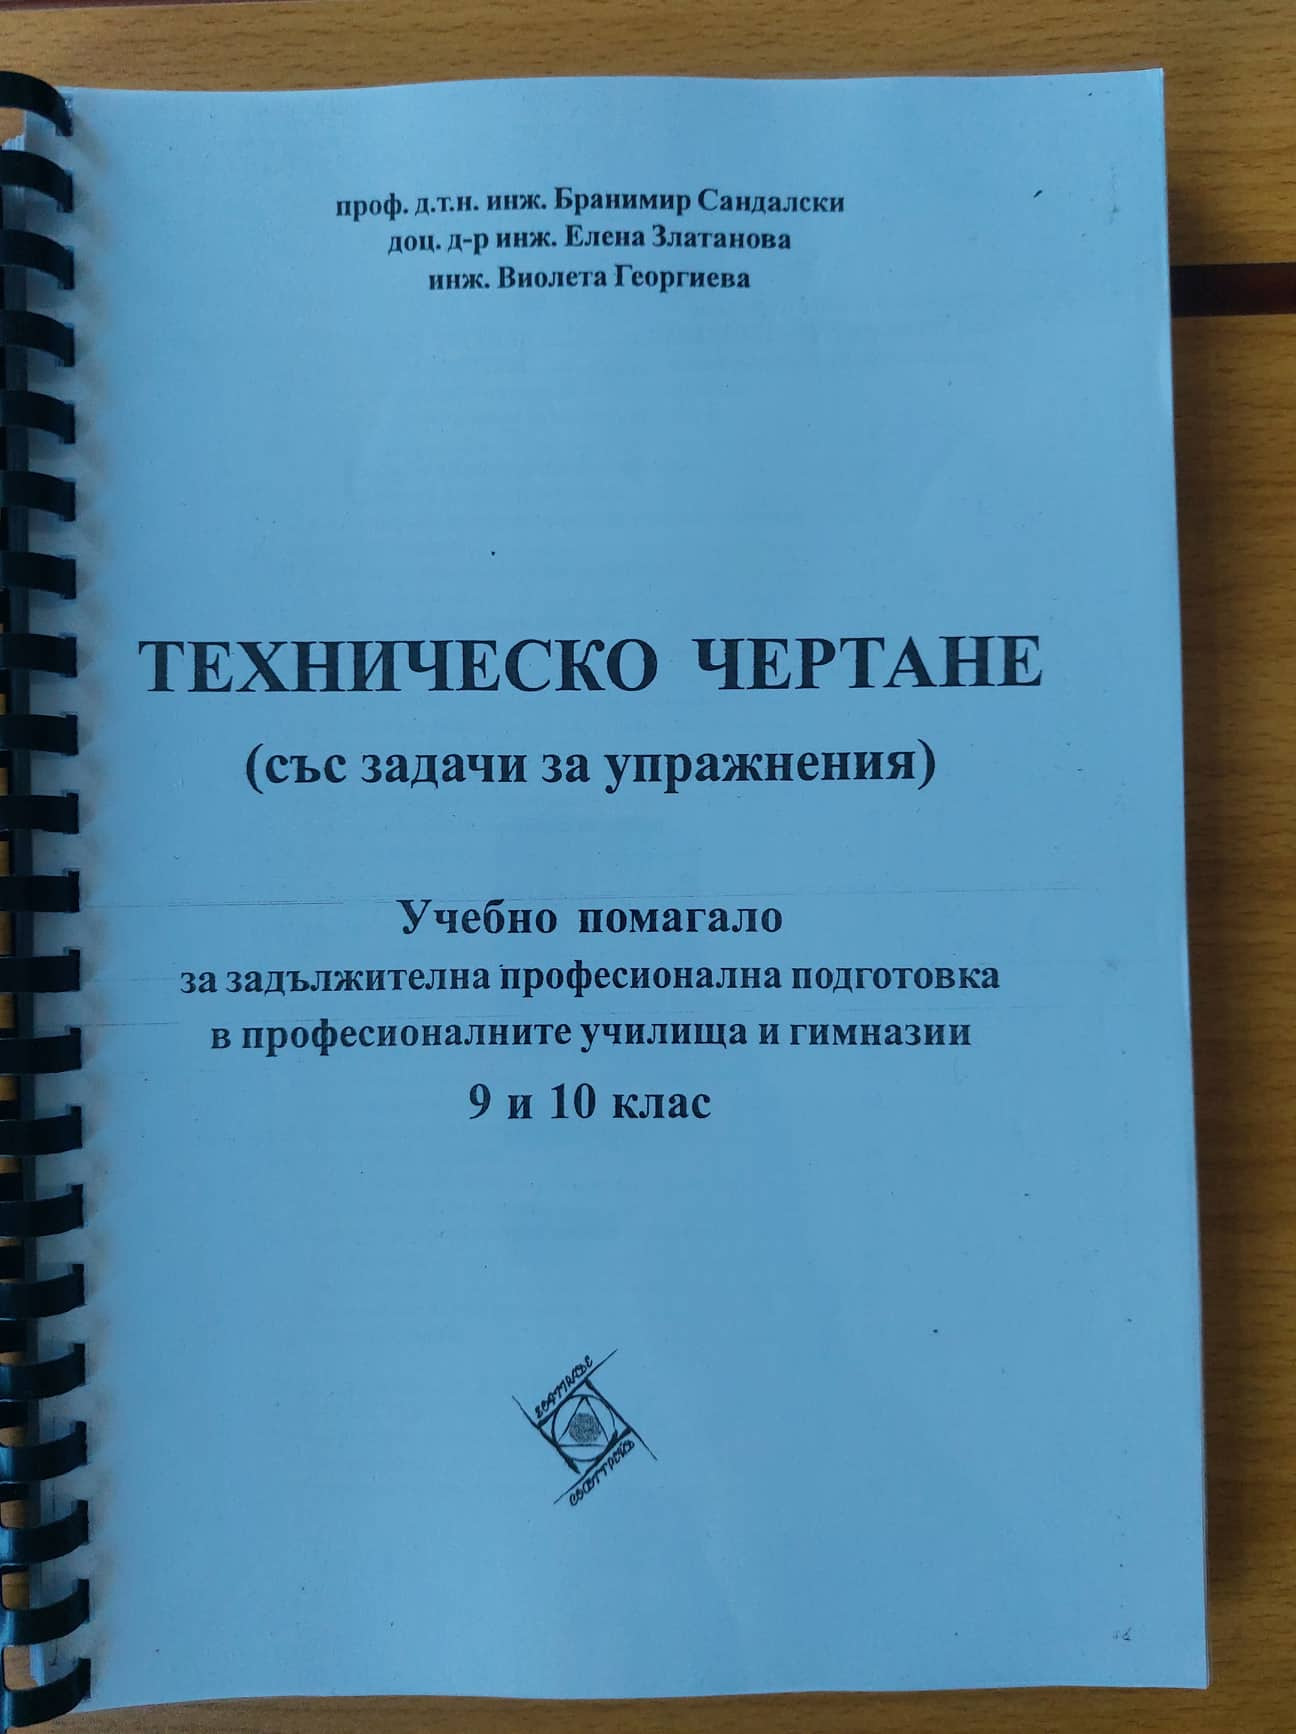 проф. д.т.н. инж. Бранимир Сандалски
доц. д-р инж. Елена Златанова
инж. Виолета Георгиева
ТЕХНИЧЕСКО ЧЕРТАНЕ
(със задачи за упражнения)
Учебно помагало
за задължителна професионална подготовка
в професионалните училища и гимназии
9 и 10 клас